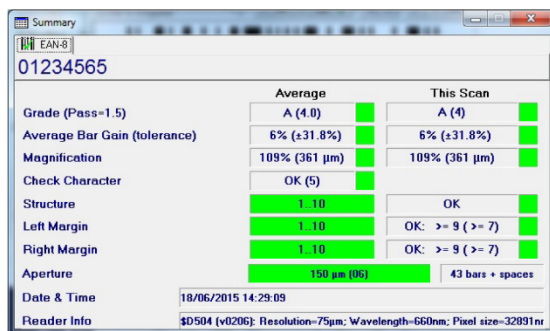 Summary
EAN-8
01234565
Average This Scan
Grade (Pass=1.5) A (4.0) A (4)
Average Bar Gain (tolerance) 6% (±31.8%) 6% (±31.8%)
Magnification 109% (361 µm) 109% (361 µm)
Check Character OK (5)
Structure 1..10 OK
Left Margin 1..10 OK: >= 9 ( >= 7)
Right Margin 1..10 OK: >= 9 ( >= 7)
Aperture 150 µm (06) 43 bars + spaces
Date & Time 18/06/2015 14:29:09
Reader Info $D504 (v0206): Resolution=75µm; Wavelength=660nm; Pixel size=32891nr